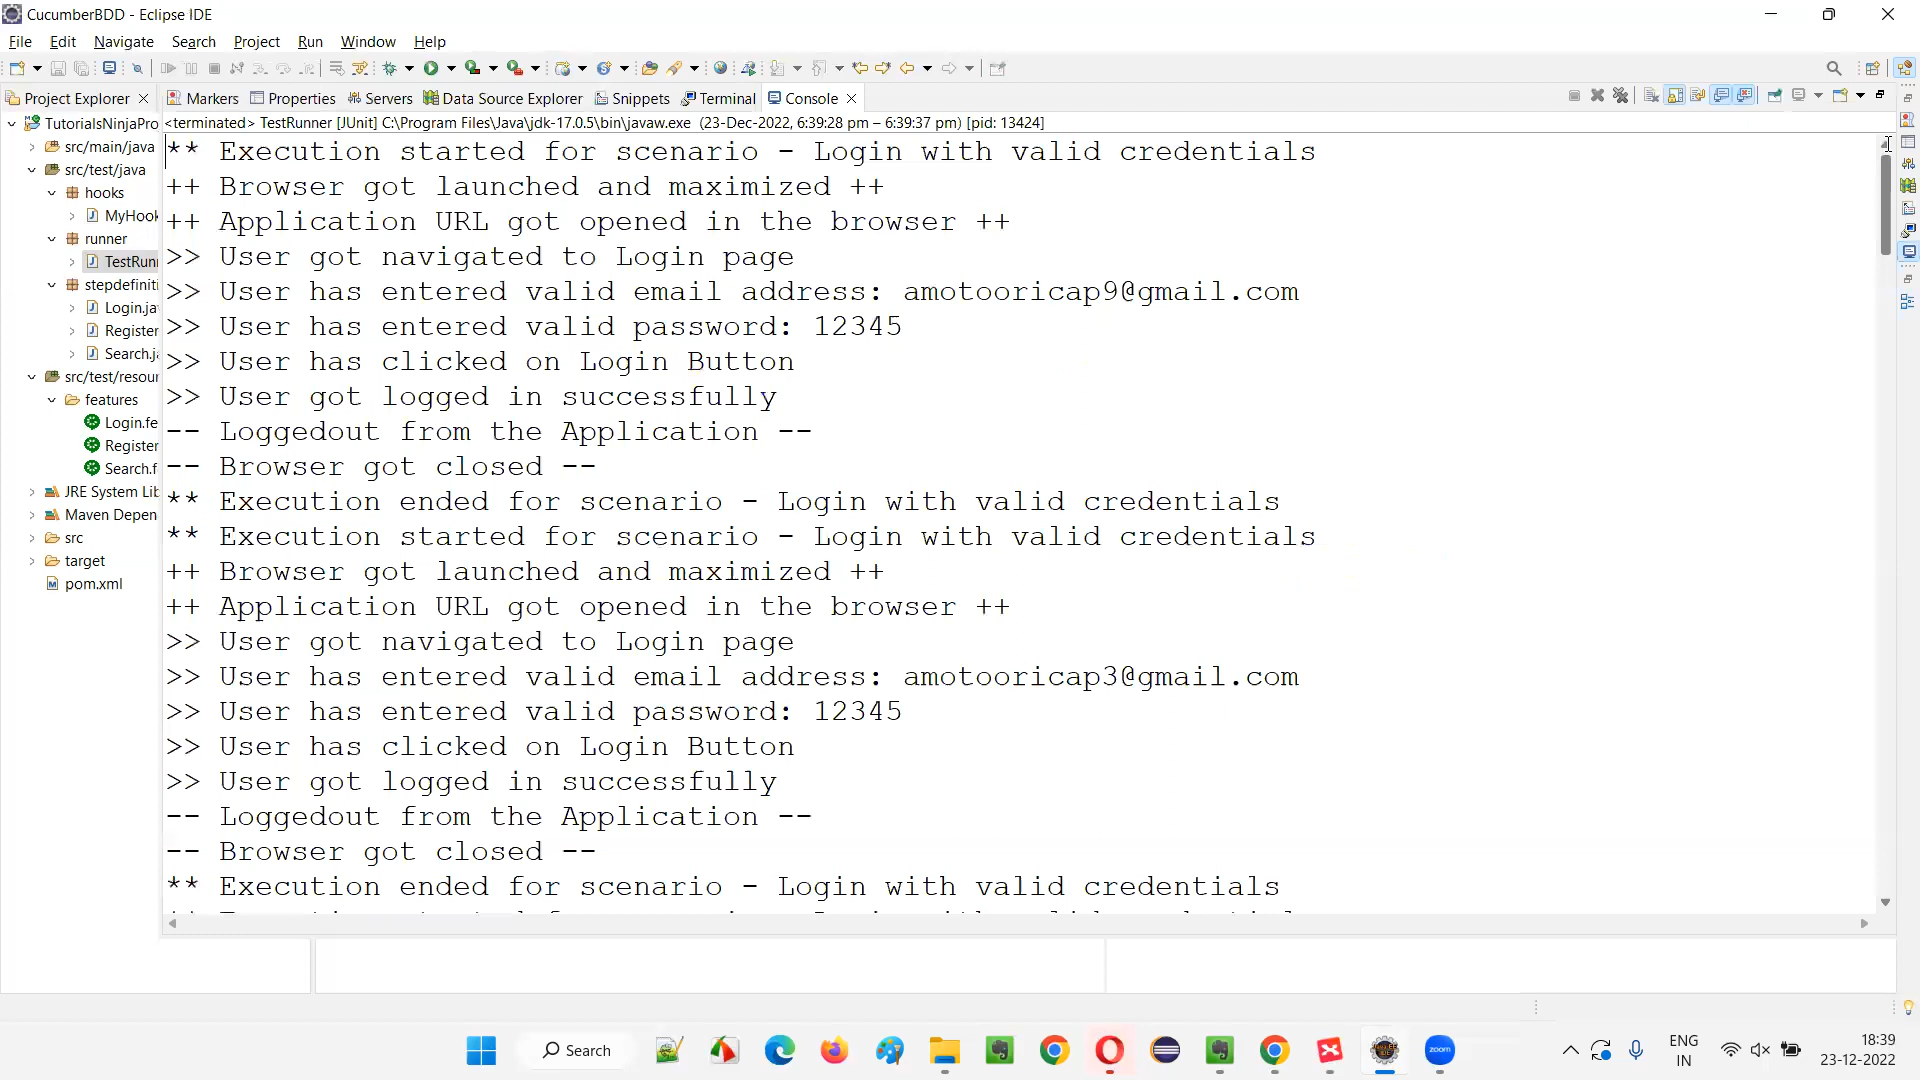 CucumberBDD - Eclipse IDE
File Edit Navigate Search Project Run Window Help
Project Explorer
Markers Properties Servers Data Source Explorer Snippets Terminal Console
<terminated> TestRunner [JUnit] C:\Program Files\Java\jdk-17.0.5\bin\javaw.exe (23-Dec-2022, 6:39:28 pm – 6:39:37 pm) [pid: 13424]
TutorialsNinjaPro
src/main/java
src/test/java
hooks
MyHook
runner
TestRun
stepdefiniti
Login.ja
Register
Search.ja
src/test/resour
features
Login.fe
Register
Search.f
JRE System Lib
Maven Depen
src
target
pom.xml
** Execution started for scenario - Login with valid credentials
++ Browser got launched and maximized ++
++ Application URL got opened in the browser ++
>> User got navigated to Login page
>> User has entered valid email address: amotooricap9@gmail.com
>> User has entered valid password: 12345
>> User has clicked on Login Button
>> User got logged in successfully
-- Loggedout from the Application --
-- Browser got closed --
** Execution ended for scenario - Login with valid credentials
** Execution started for scenario - Login with valid credentials
++ Browser got launched and maximized ++
++ Application URL got opened in the browser ++
>> User got navigated to Login page
>> User has entered valid email address: amotooricap3@gmail.com
>> User has entered valid password: 12345
>> User has clicked on Login Button
>> User got logged in successfully
-- Loggedout from the Application --
-- Browser got closed --
** Execution ended for scenario - Login with valid credentials
Search
zoom
ENG
IN
18:39
23-12-2022